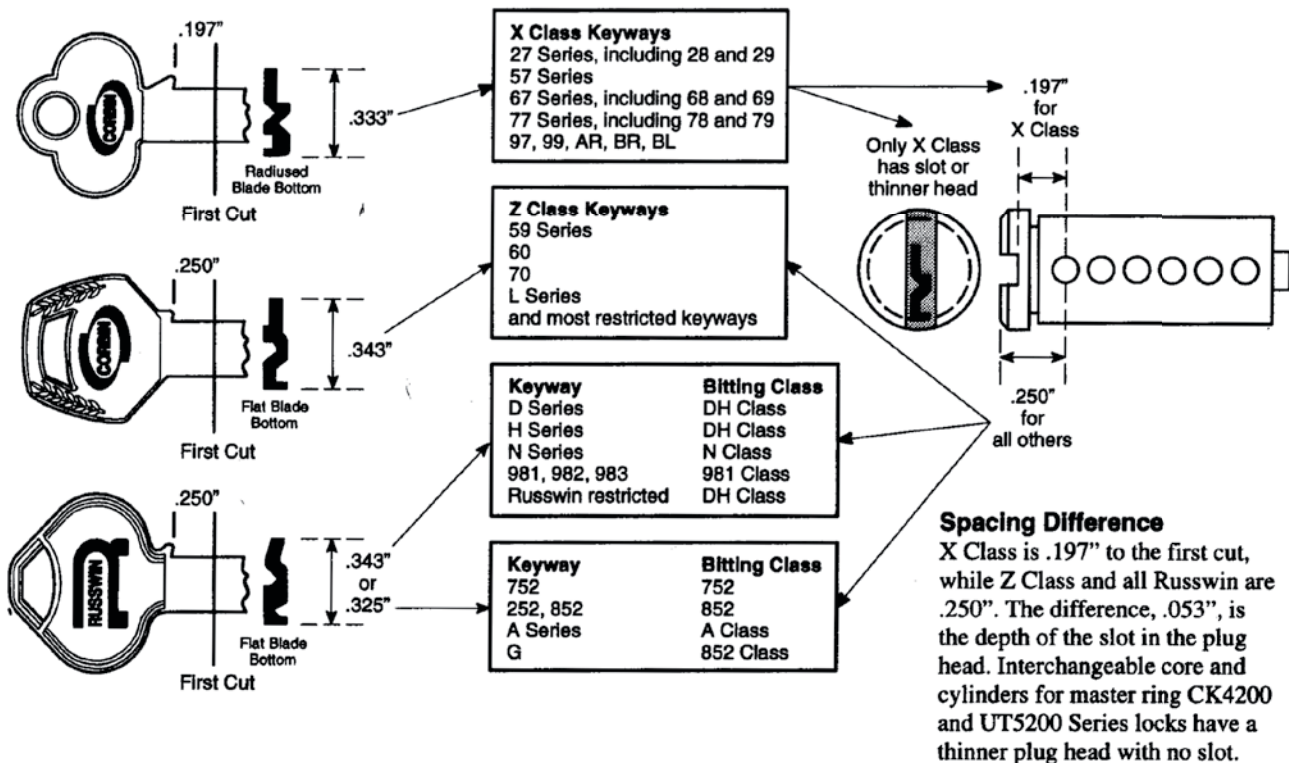 .197"
CORBIN
.333"
Radiused
Blade Bottom
First Cut
.250"
CORBIN
.343"
Flat Blade
Bottom
First Cut
.250"
RUSSWIN
R
.343"
or
.325"
Flat Blade
Bottom
First Cut
X Class Keyways
27 Series, including 28 and 29
57 Series
67 Series, including 68 and 69
77 Series, including 78 and 79
97, 99, AR, BR, BL
Z Class Keyways
59 Series
60
70
L Series
and most restricted keyways
Keyway Bitting Class
D Series DH Class
H Series DH Class
N Series N Class
981, 982, 983 981 Class
Russwin restricted DH Class
Keyway Bitting Class
752 752
252, 852 852
A Series A Class
G 852 Class
.197"
for
X Class
Only X Class
has slot or
thinner head
.250"
for
all others
Spacing Difference
X Class is .197" to the first cut,
while Z Class and all Russwin are
.250". The difference, .053", is
the depth of the slot in the plug
head. Interchangeable core and
cylinders for master ring CK4200
and UT5200 Series locks have a
thinner plug head with no slot.